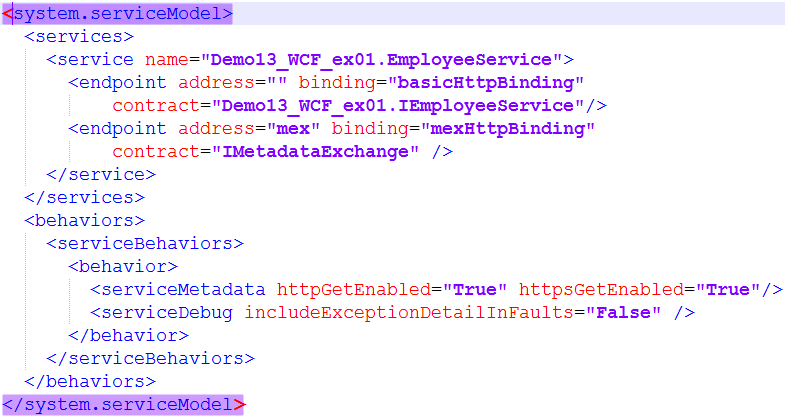 <system.serviceModel>
<services>
<service name="Demo13_WCF_ex01.EmployeeService">
<endpoint address="" binding="basicHttpBinding"
contract="Demo13_WCF_ex01.IEmployeeService"/>
<endpoint address="mex" binding="mexHttpBinding"
contract="IMetadataExchange" />
</service>
</services>
<behaviors>
<serviceBehaviors>
<behavior>
<serviceMetadata httpGetEnabled="True" httpsGetEnabled="True"/>
<serviceDebug includeExceptionDetailInFaults="False" />
</behavior>
</serviceBehaviors>
</behaviors>
</system.serviceModel>